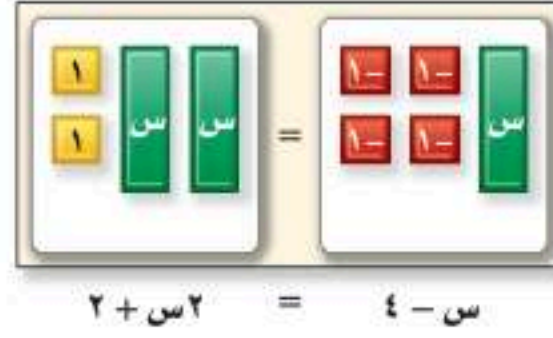 س -١ -١ = س س ١
-١ -١ ١
س - ٤ = ٢س + ٢